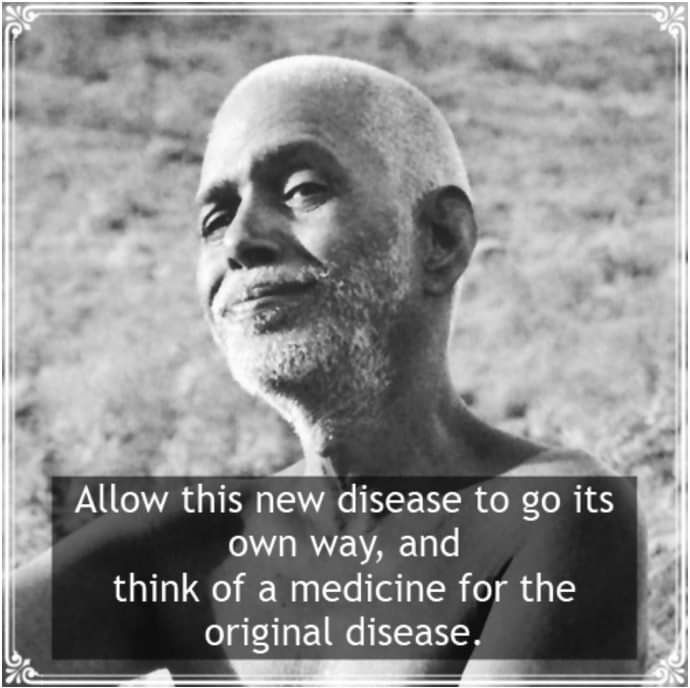 Allow this new disease to go its
own way, and
think of a medicine for the
original disease.